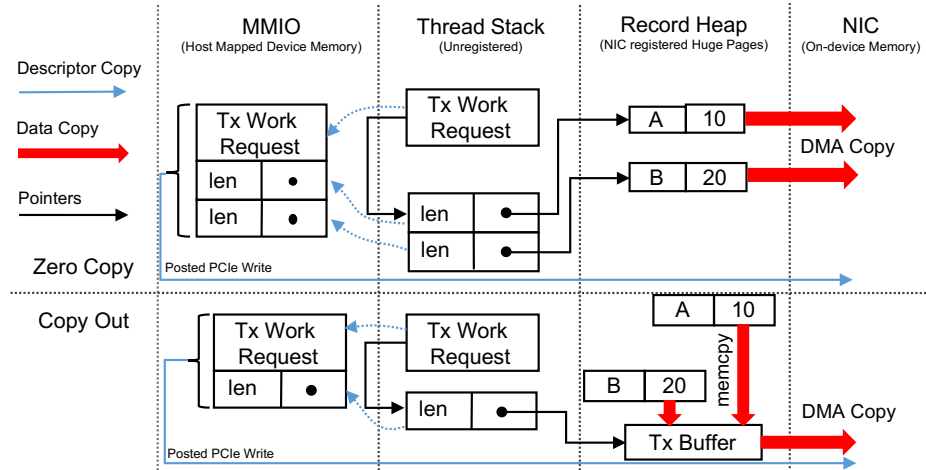 MMIO
(Host Mapped Device Memory)
Thread Stack
(Unregistered)
Record Heap
(NIC registered Huge Pages)
NIC
(On-device Memory)
Descriptor Copy
Data Copy
Pointers
Zero Copy
Tx Work
Request
len
len
Tx Work
Request
len
len
A 10
B 20
DMA Copy
Posted PCIe Write
Copy Out
Tx Work
Request
len
Tx Work
Request
len
A 10
memcpy
B 20
Tx Buffer
DMA Copy
Posted PCIe Write